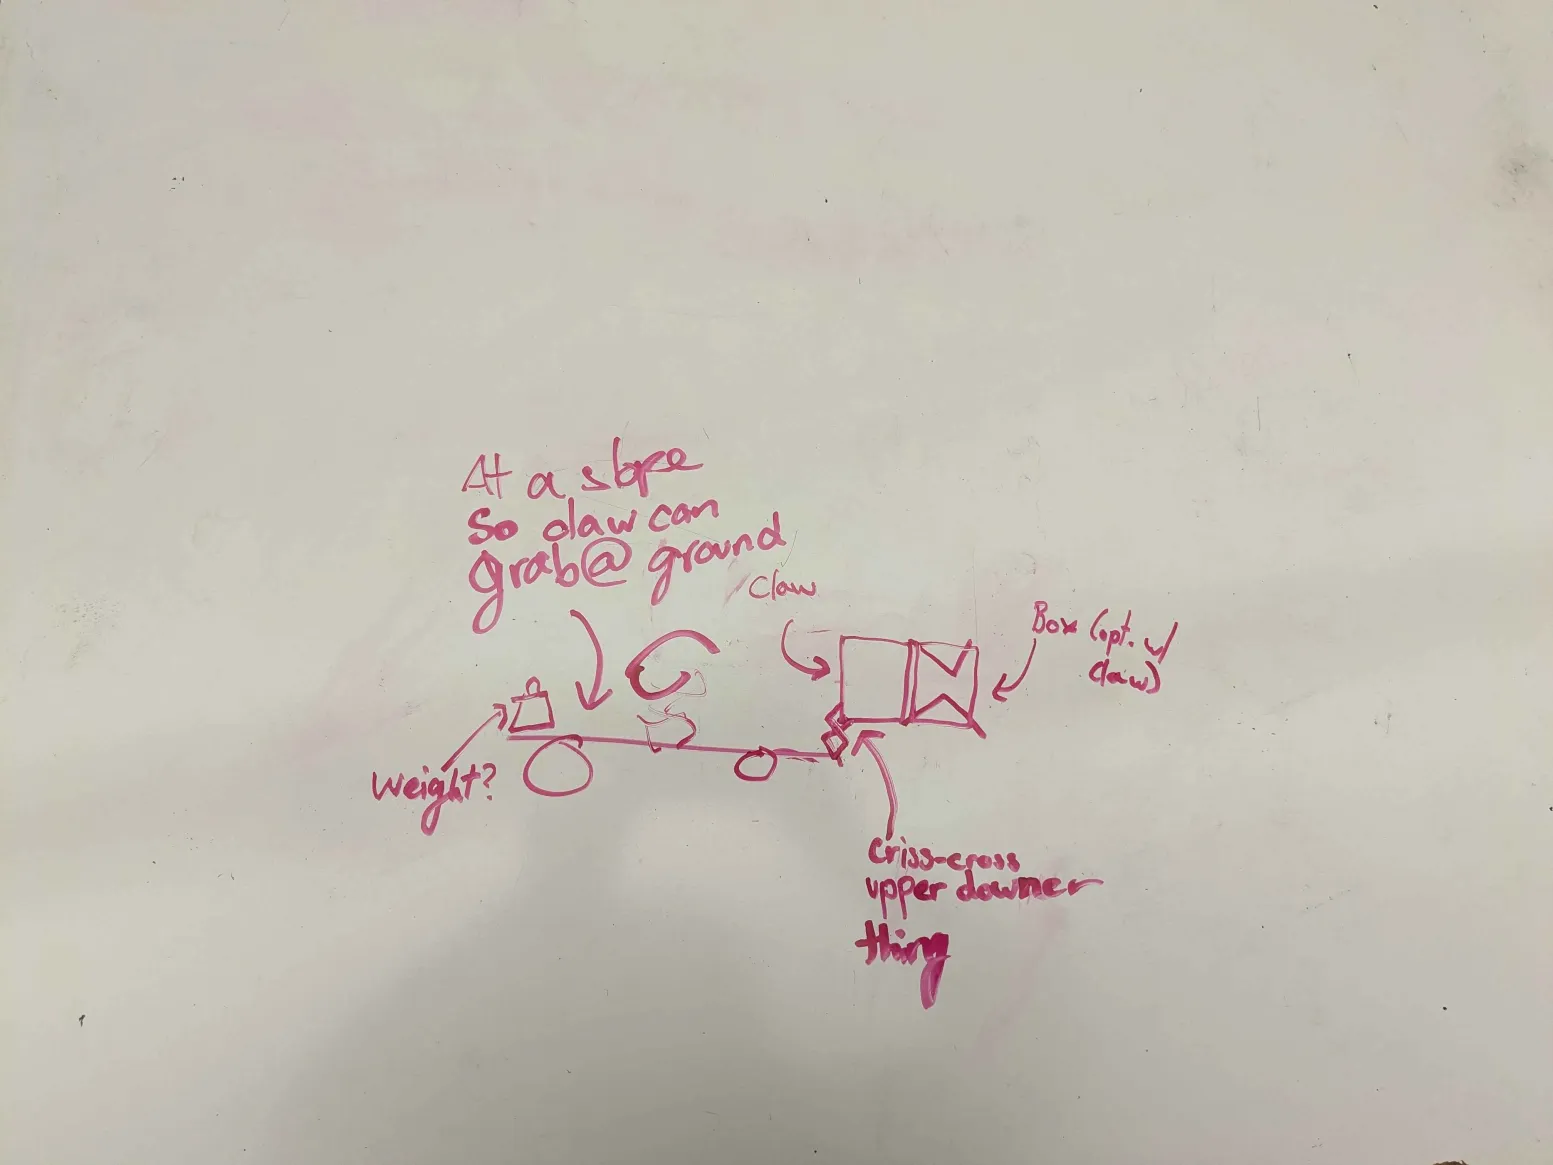 At a slope
So claw can
grab@ ground
claw
Box (opt. w/
claw)
Weight?
Criss-cross
upper downer
thing